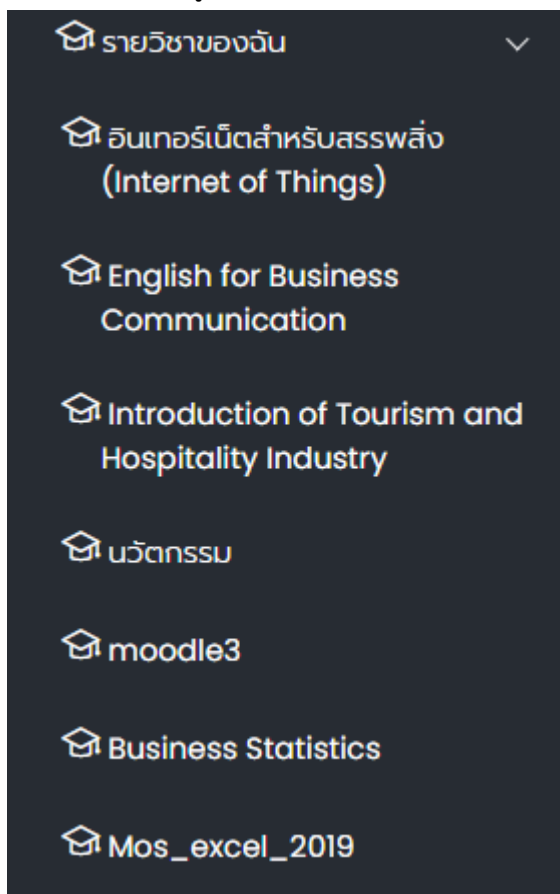 รายวิชาของฉัน
อินเทอร์เน็ตสำหรับสรรพสิ่ง
(Internet of Things)
English for Business
Communication
Introduction of Tourism and
Hospitality Industry
นวัตกรรม
moodle3
Business Statistics
Mos_excel_2019